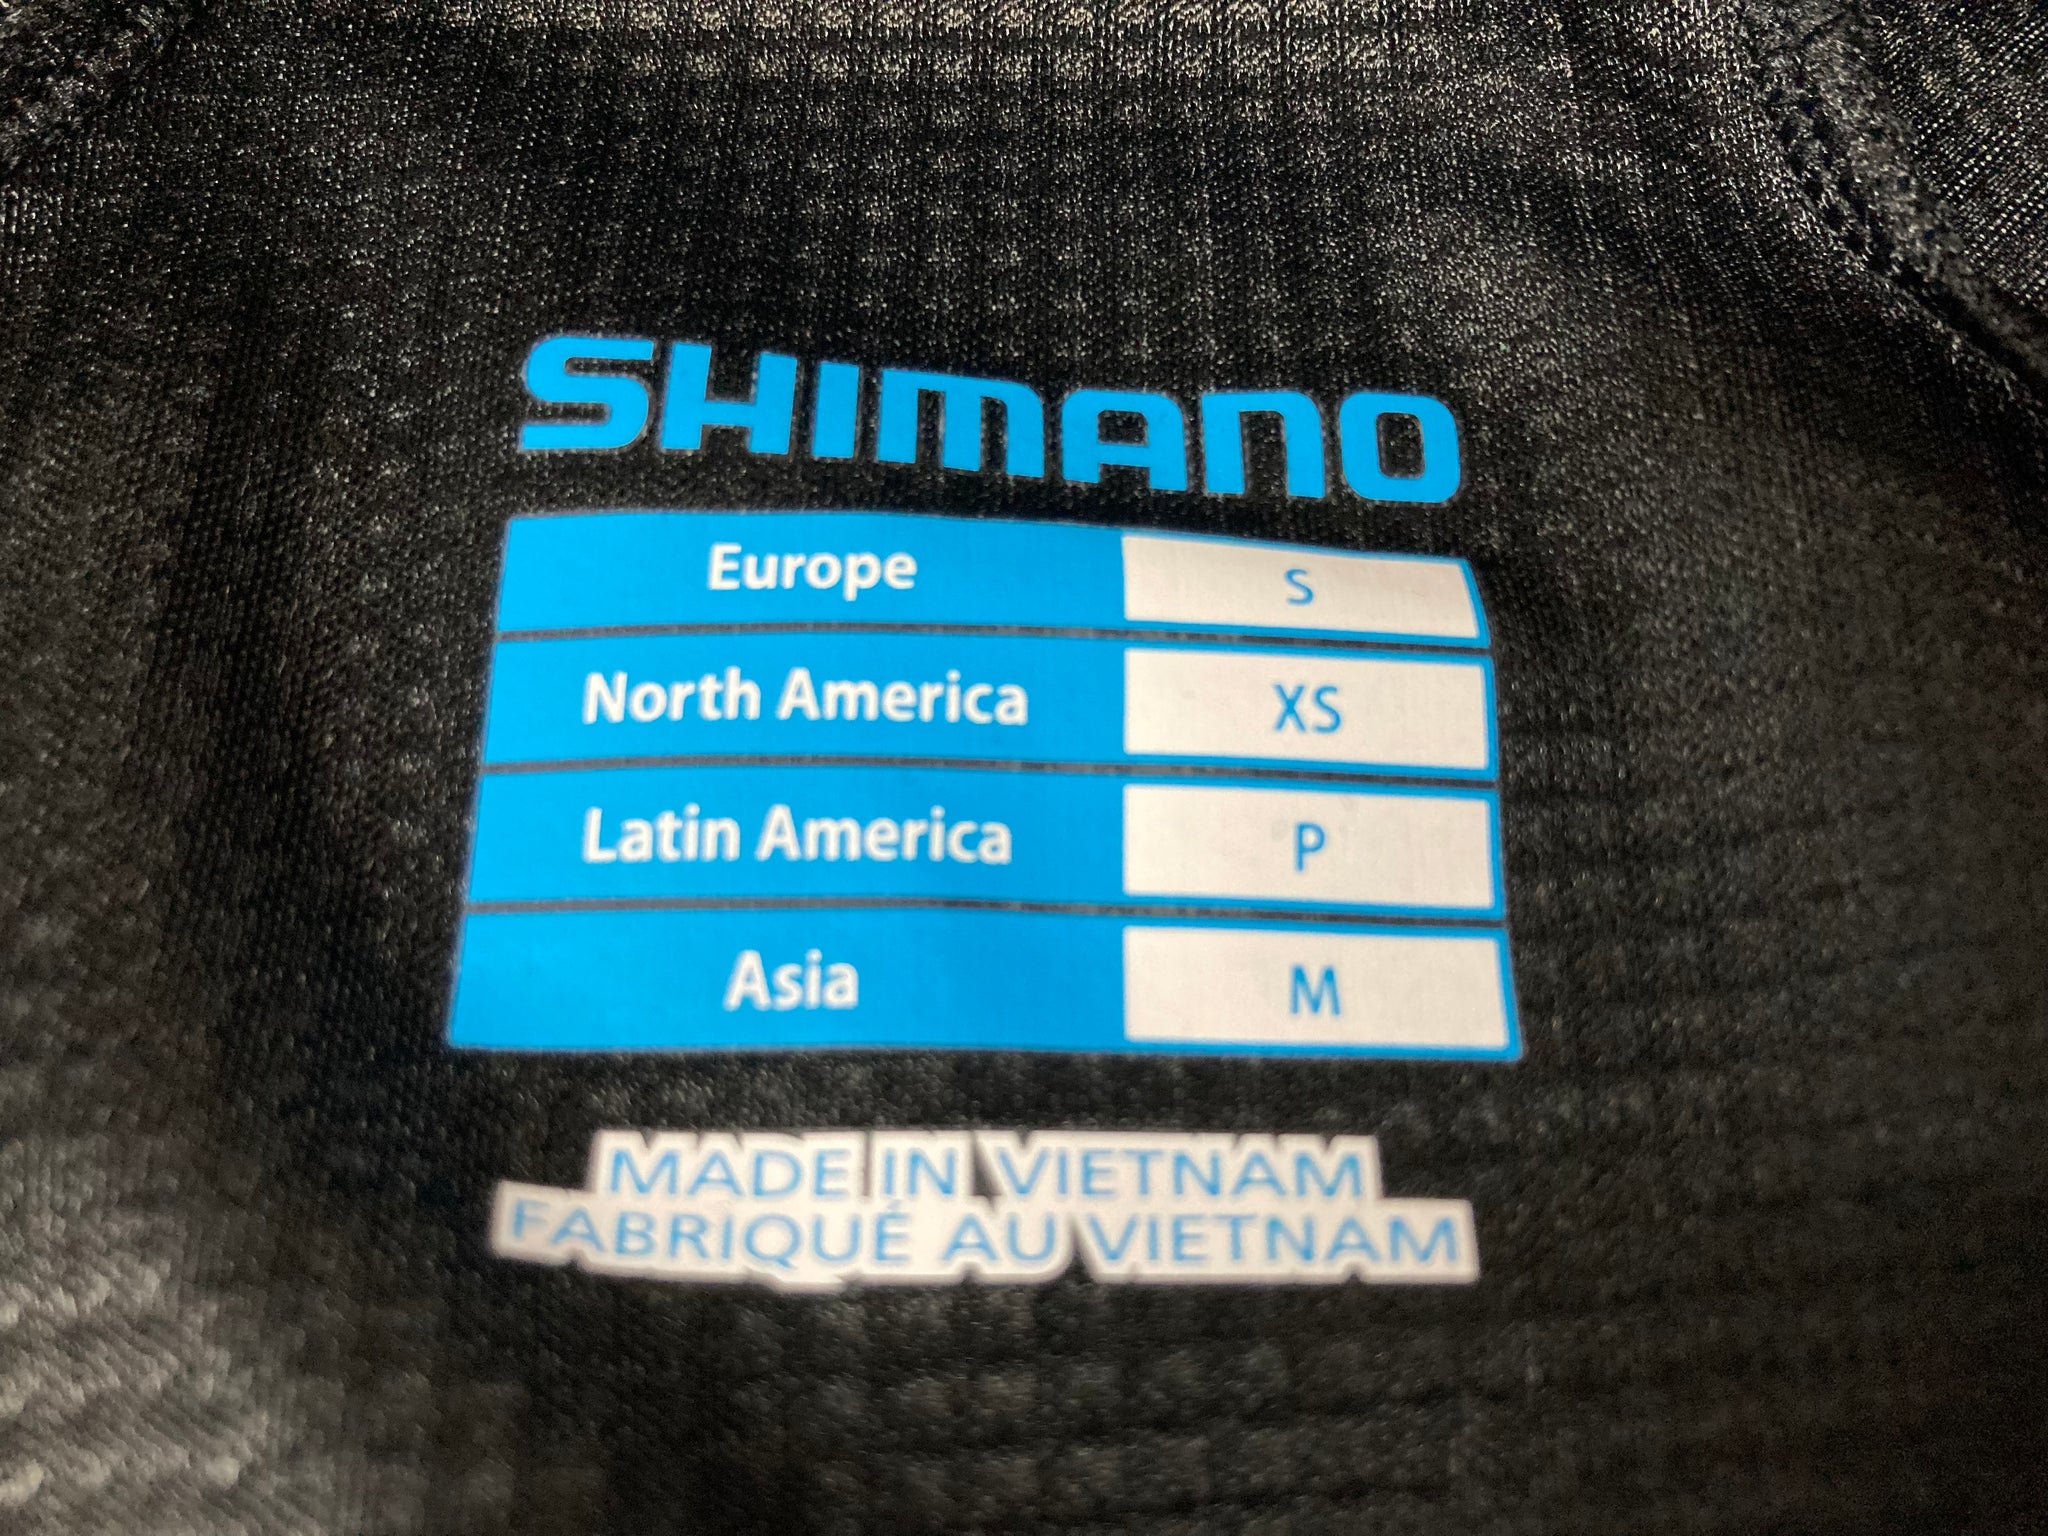 SHIMANO
Europe S
North America XS
Latin America P
Asia M
MADE IN VIETNAM
FABRIQUÉ AU VIETNAM